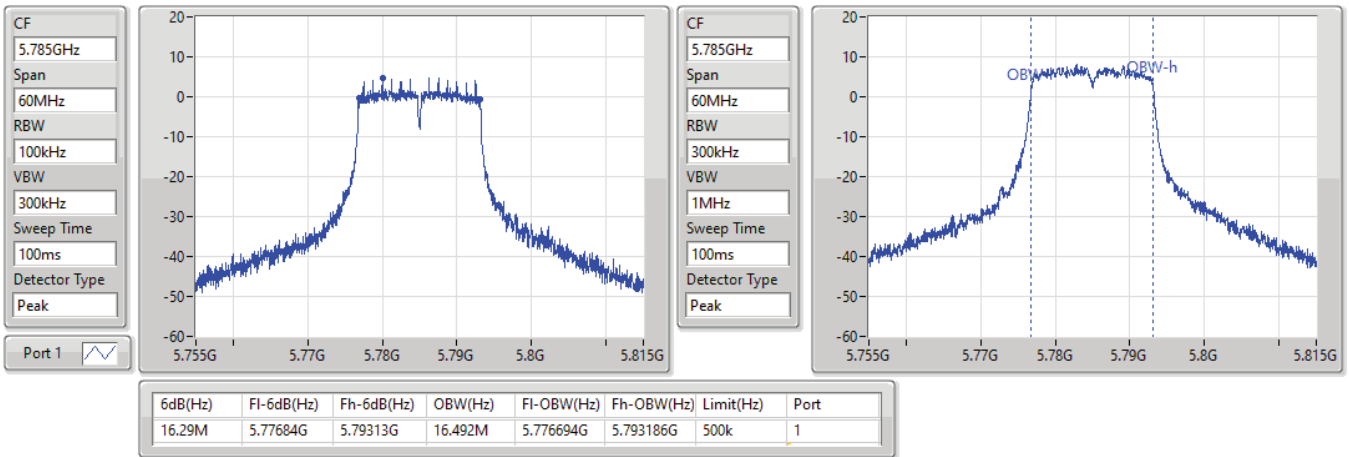 CF
5.785GHz
Span
60MHz
RBW
100kHz
VBW
300kHz
Sweep Time
100ms
Detector Type
Peak
Port 1
20
10
0
-10
-20
-30
-40
-50
-60
5.755G 5.77G 5.78G 5.79G 5.8G 5.815G
CF
5.785GHz
Span
60MHz
RBW
300kHz
VBW
1MHz
Sweep Time
100ms
Detector Type
Peak
20
10
0
-10
-20
-30
-40
-50
-60
OBW-h
5.755G 5.77G 5.78G 5.79G 5.8G 5.815G
6dB(Hz) Fl-6dB(Hz) Fh-6dB(Hz) OBW(Hz) Fl-OBW(Hz) Fh-OBW(Hz) Limit(Hz) Port
16.29M 5.77684G 5.79313G 16.492M 5.776694G 5.793186G 500k 1